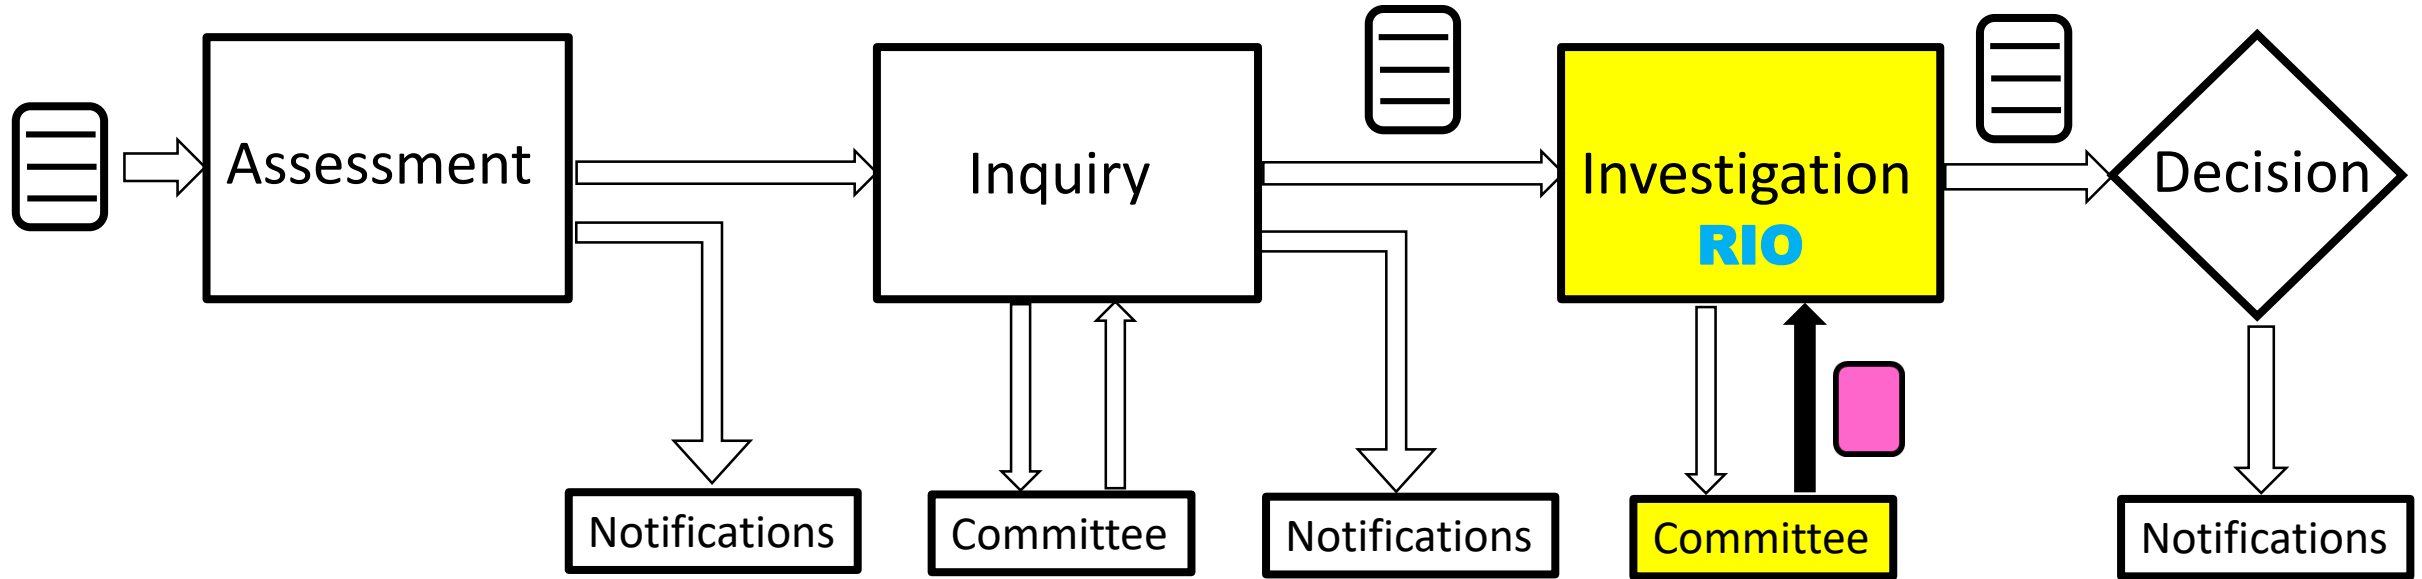 Assessment
Inquiry
Investigation
RIO
Decision
Notifications
Committee
Notifications
Committee
Notifications